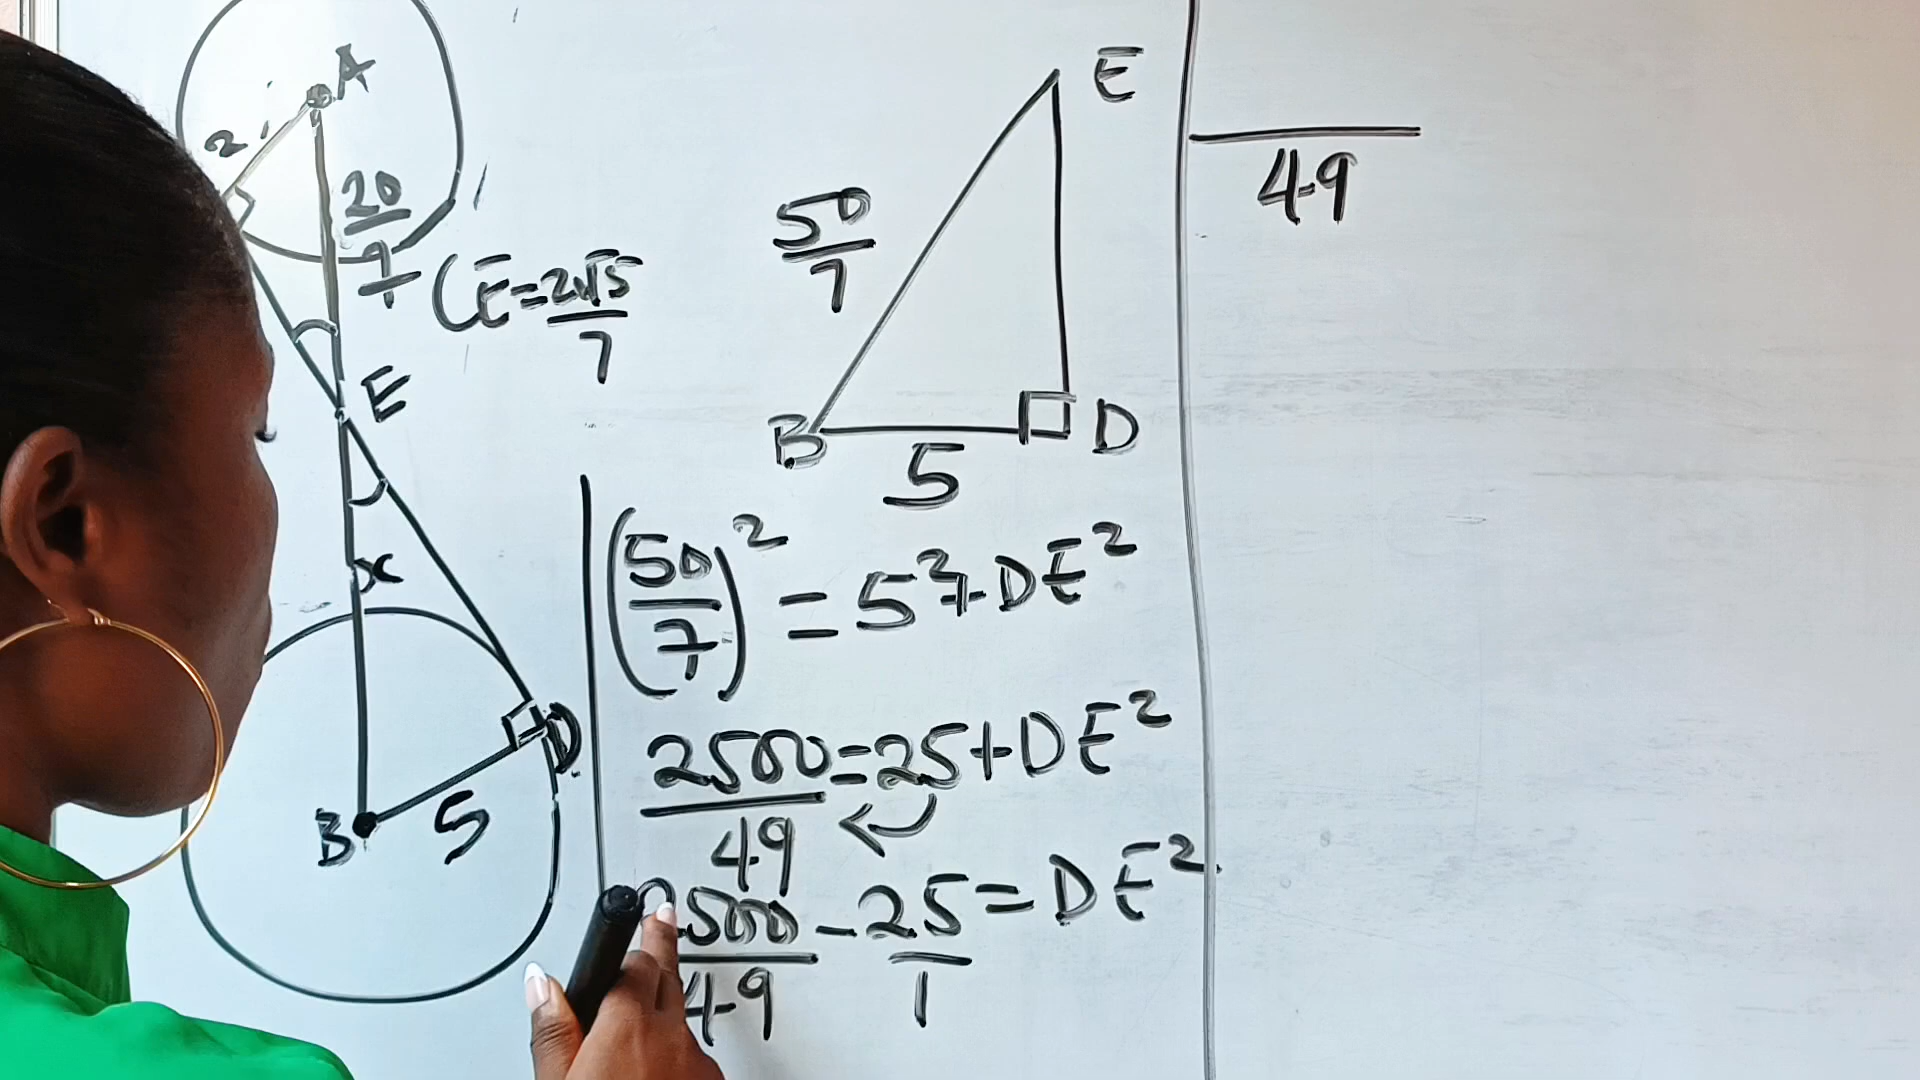 A
2
20/7
CE = 2√5/7
E
x
B
5
D
E
50/7
B
5
D
(50/7)² = 5² + DE²
2500/49 = 25 + DE²
2500/49 - 25/1 = DE²
49